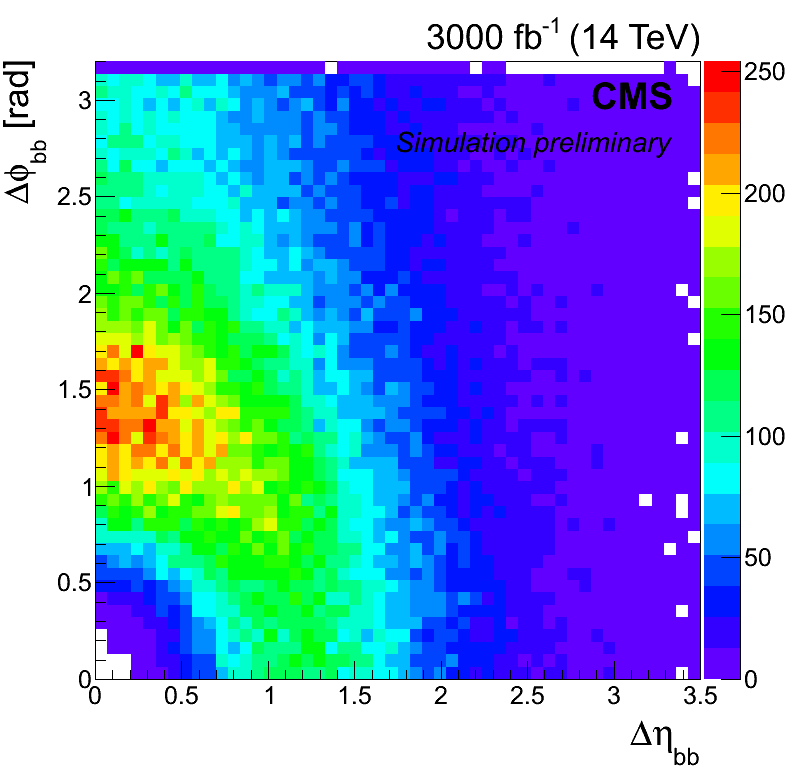 3000 fb-1 (14 TeV)
CMS
Simulation preliminary
Δϕbb [rad]
3
2.5
2
1.5
1
0.5
0
0 0.5 1 1.5 2 2.5 3 3.5
Δηbb
250
200
150
100
50
0